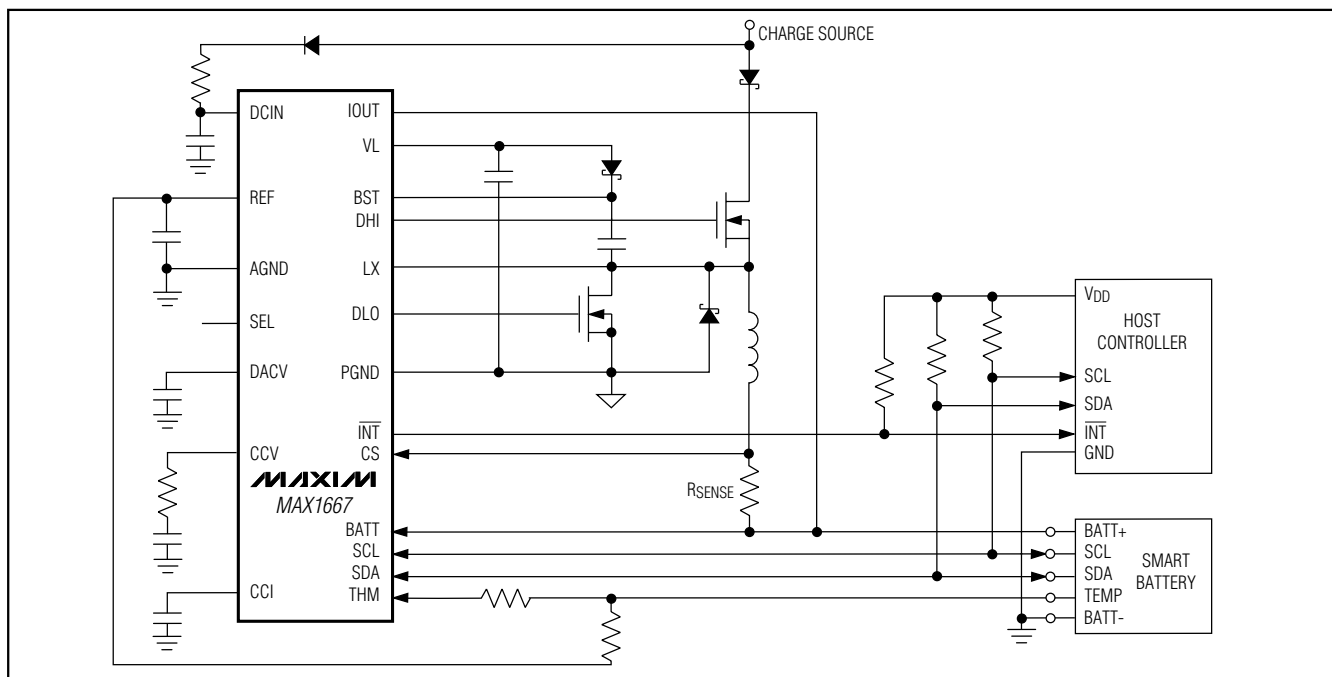 CHARGE SOURCE
DCIN
REF
AGND
SEL
DACV
CCV
CCI
IOUT
VL
BST
DHI
LX
DLO
PGND
INT
CS
BATT
SCL
SDA
THM
MAXIM
MAX1667
RSENSE
VDD
HOST
CONTROLLER
SCL
SDA
INT
GND
BATT+
SCL
SDA
TEMP
BATT-
SMART
BATTERY